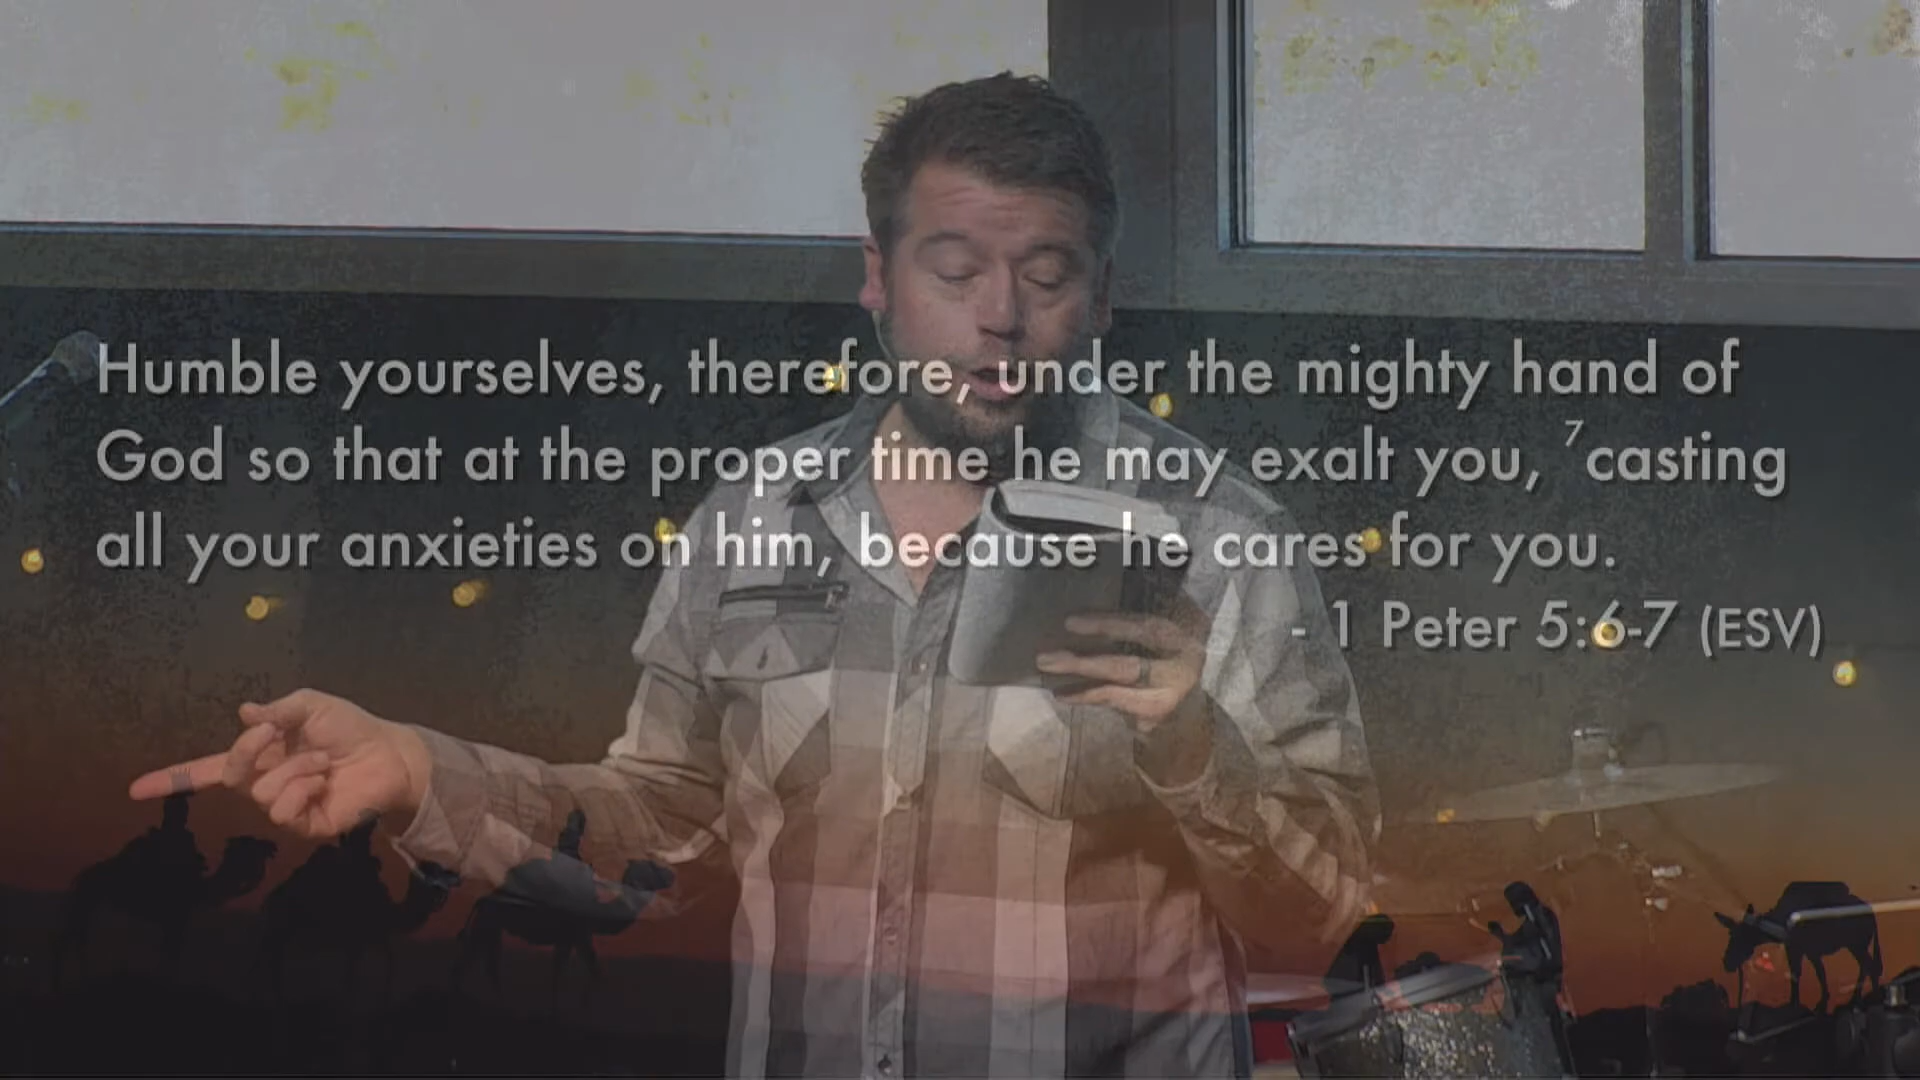 Humble yourselves, therefore, under the mighty hand of
God so that at the proper time he may exalt you, ⁷casting
all your anxieties on him, because he cares for you.
- 1 Peter 5:6-7 (ESV)